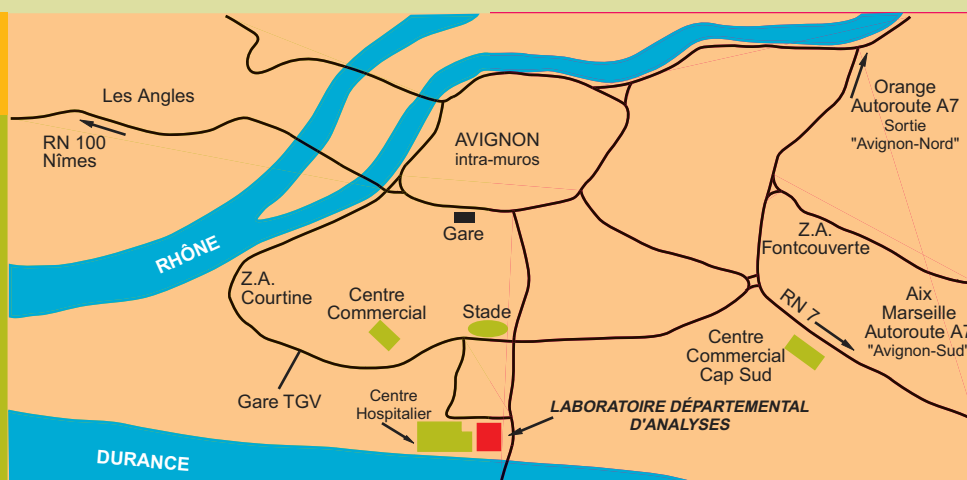 Les Angles
RN 100
Nîmes
AVIGNON
intra-muros
Orange
Autoroute A7
Sortie
"Avignon-Nord"
Gare
RHÔNE
Z.A.
Fontcouverte
Z.A.
Courtine
Centre
Commercial
Stade
RN 7
Aix
Marseille
Autoroute A7
"Avignon-Sud"
Centre
Commercial
Cap Sud
Gare TGV
Centre
Hospitalier
LABORATOIRE DÉPARTEMENTAL
D'ANALYSES
DURANCE